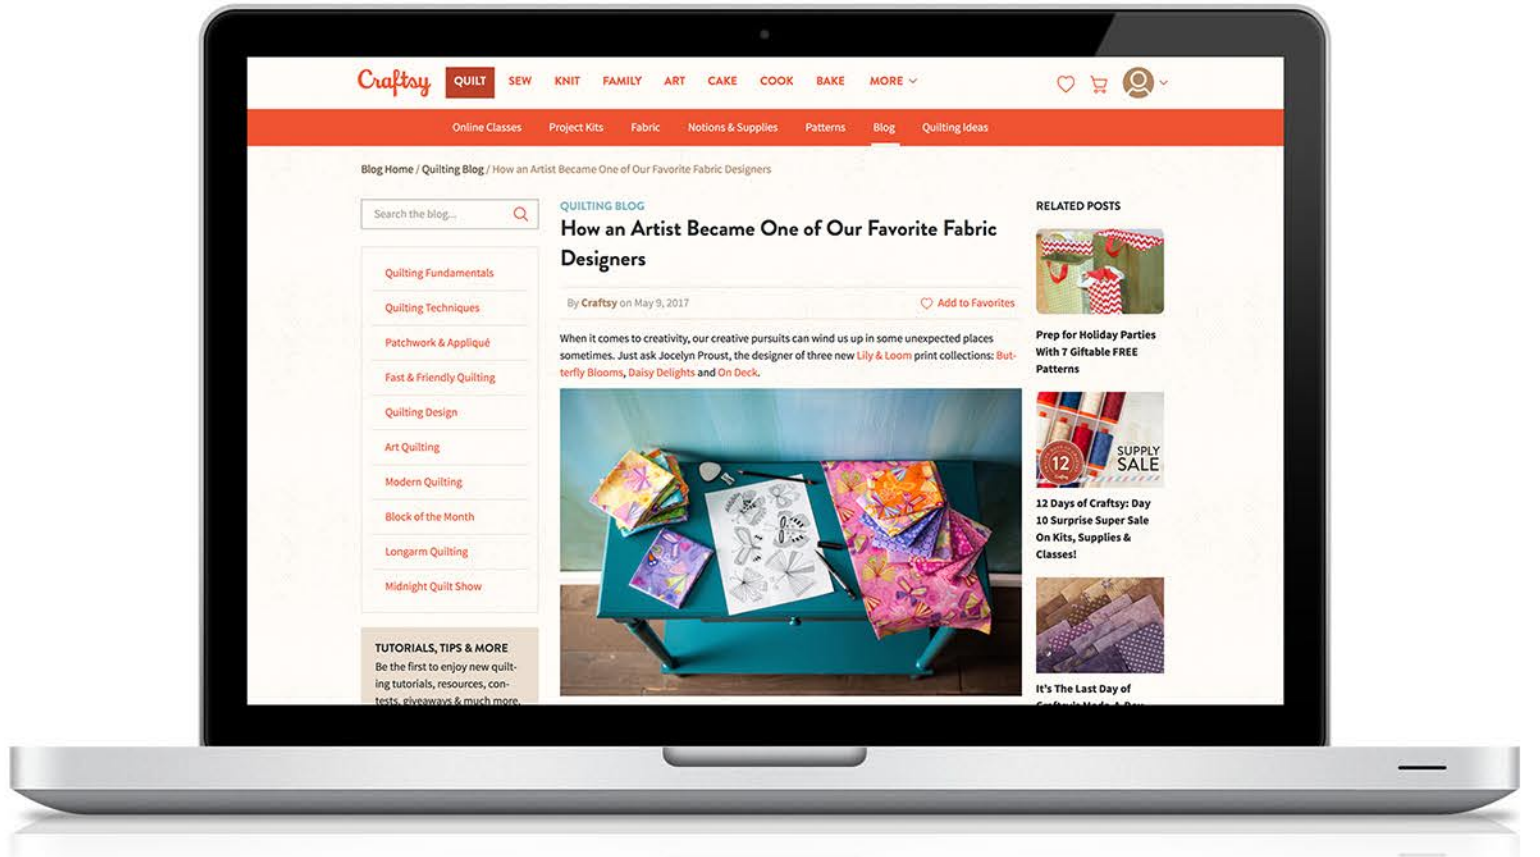 Craftsy QUILT SEW KNIT FAMILY ART CAKE COOK BAKE MORE
Online Classes Project Kits Fabric Notions & Supplies Patterns Blog Quilting Ideas
Blog Home / Quilting Blog / How an Artist Became One of Our Favorite Fabric Designers
Search the blog...
Quilting Fundamentals
Quilting Techniques
Patchwork & Appliqué
Fast & Friendly Quilting
Quilting Design
Art Quilting
Modern Quilting
Block of the Month
Longarm Quilting
Midnight Quilt Show
TUTORIALS, TIPS & MORE
Be the first to enjoy new quilt-
ing tutorials, resources, con-
tests, giveaways & much more.
QUILTING BLOG
How an Artist Became One of Our Favorite Fabric
Designers
By Craftsy on May 9, 2017 Add to Favorites
When it comes to creativity, our creative pursuits can wind us up in some unexpected places
sometimes. Just ask Jocelyn Proust, the designer of three new Lily & Loom print collections: But-
terfly Blooms, Daisy Delights and On Deck.
RELATED POSTS
Prep for Holiday Parties
With 7 Giftable FREE
Patterns
12
SUPPLY
SALE
12 Days of Craftsy: Day
10 Surprise Super Sale
On Kits, Supplies &
Classes!
It's The Last Day of